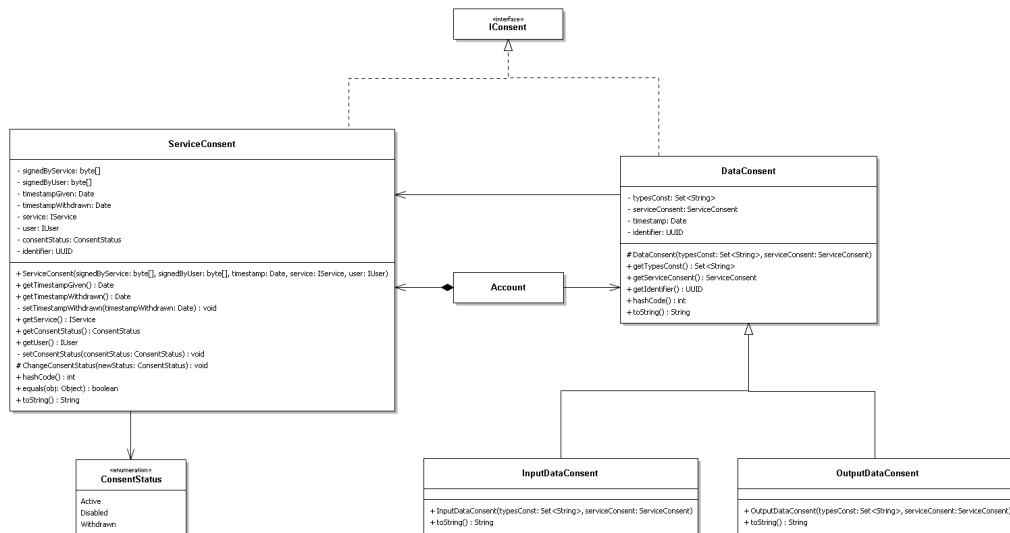 «interface»
IConsent
ServiceConsent
- signedByService: byte[]
- signedByUser: byte[]
- timestampGiven: Date
- timestampWithdrawn: Date
- service: IService
- user: IUser
- consentStatus: ConsentStatus
- identifier: UUID
+ ServiceConsent(signedByService: byte[], signedByUser: byte[], timestamp: Date, service: IService, user: IUser)
+ getTimestampGiven() : Date
+ getTimestampWithdrawn() : Date
- setTimestampWithdrawn(timestampWithdrawn: Date) : void
+ getService() : IService
+ getConsentStatus() : ConsentStatus
+ getUser() : IUser
- setConsentStatus(consentStatus: ConsentStatus) : void
# ChangeConsentStatus(newStatus: ConsentStatus) : void
+ hashCode() : int
+ equals(obj: Object) : boolean
+ toString() : String
DataConsent
- typesConst: Set<String>
- serviceConsent: ServiceConsent
- timestamp: Date
- identifier: UUID
# DataConsent(typesConst: Set<String>, serviceConsent: ServiceConsent)
+ getTypesConst() : Set<String>
+ getServiceConsent() : ServiceConsent
+ getIdentifier() : UUID
+ hashCode() : int
+ toString() : String
Account
«enumeration»
ConsentStatus
Active
Disabled
Withdrawn
InputDataConsent
+ InputDataConsent(typesConst: Set<String>, serviceConsent: ServiceConsent)
+ toString() : String
OutputDataConsent
+ OutputDataConsent(typesConst: Set<String>, serviceConsent:ServiceConsent)
+ toString() : String